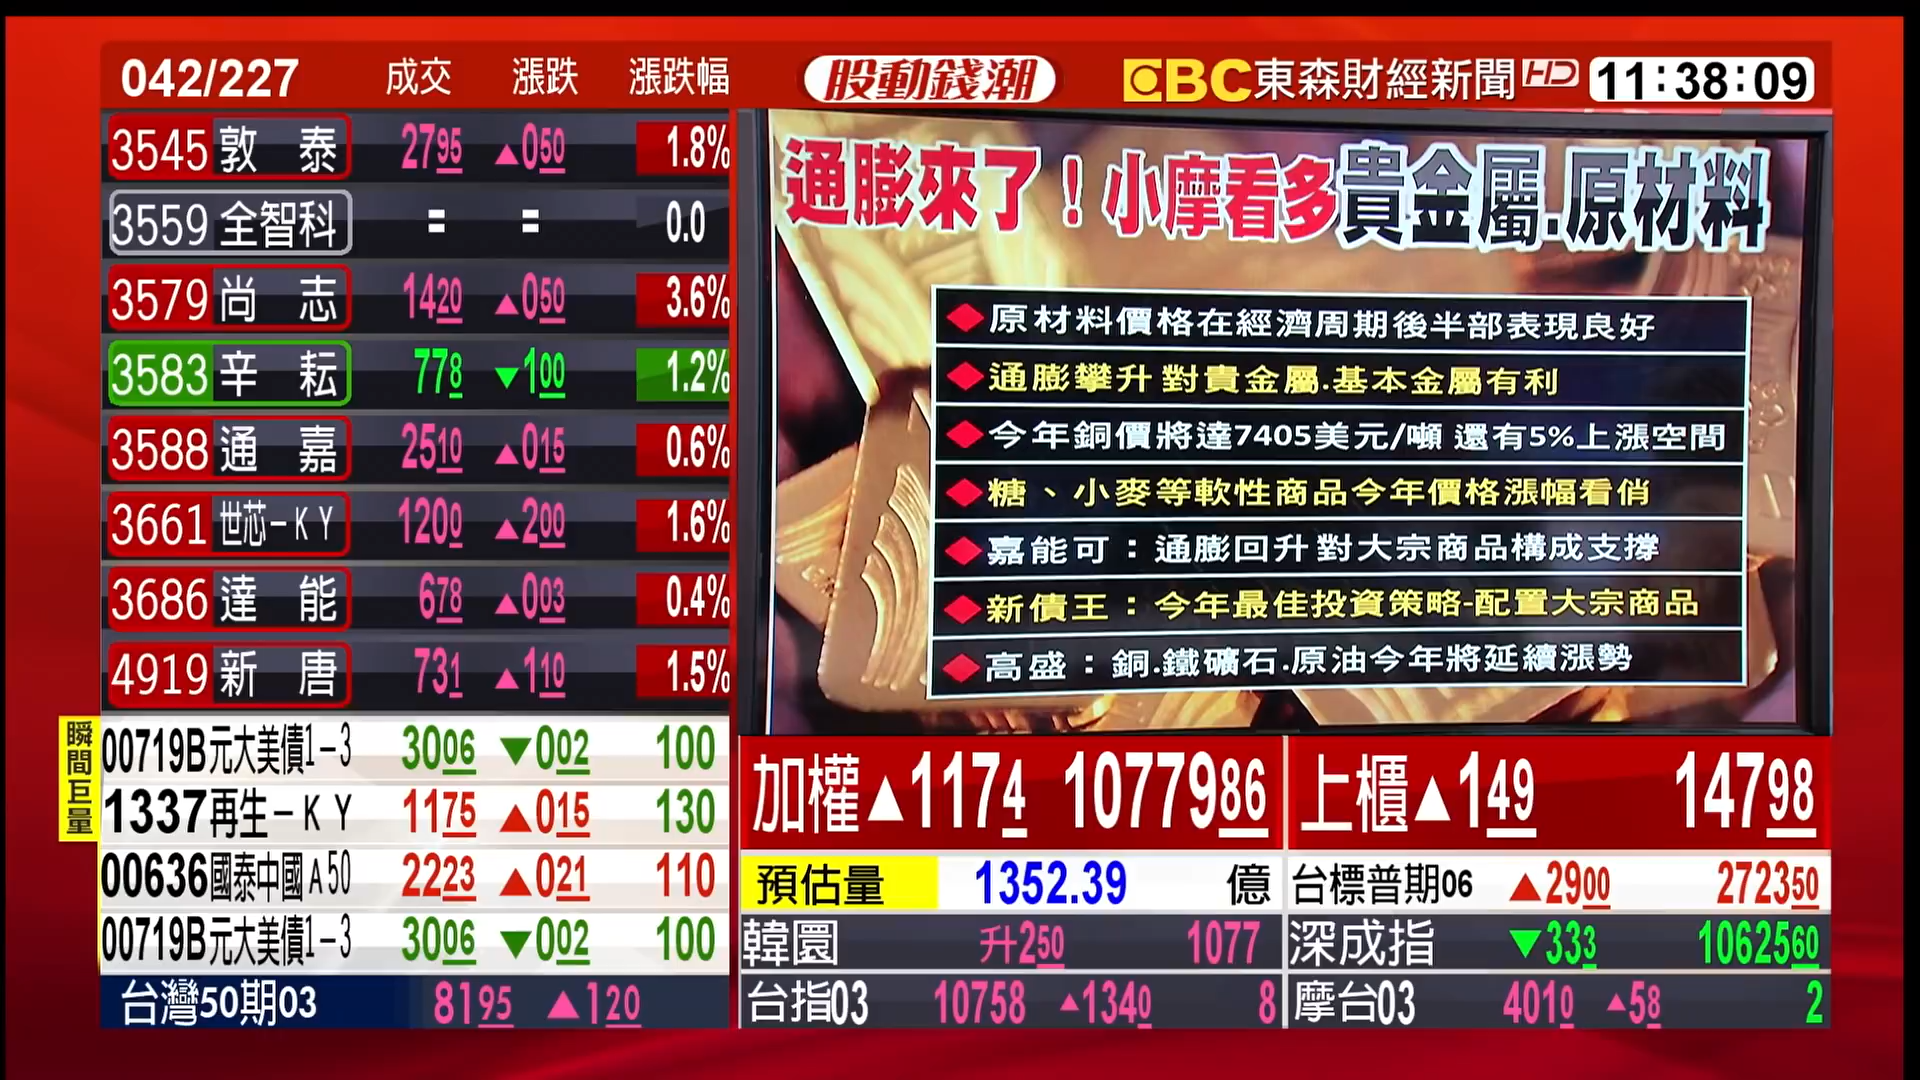 042/227 成交 漲跌 漲跌幅
股動錢潮
EBC東森財經新聞HD 11:38:09
3545 敦泰 27.95 ▲0.50 1.8%
3559 全智科 = = 0.0
3579 尚志 14.20 ▲0.50 3.6%
3583 辛耘 77.8 ▼1.00 1.2%
3588 通嘉 25.10 ▲0.15 0.6%
3661 世芯-KY 120.0 ▲2.00 1.6%
3686 達能 6.78 ▲0.03 0.4%
4919 新唐 73.1 ▲1.10 1.5%
瞬間巨量
00719B元大美債1-3 30.06 ▼0.02 100
1337再生-KY 11.75 ▲0.15 130
00636國泰中國A50 22.23 ▲0.21 110
00719B元大美債1-3 30.06 ▼0.02 100
台灣50期03 81.95 ▲1.20
通膨來了！小摩看多貴金屬.原材料
◆原材料價格在經濟周期後半部表現良好
◆通膨攀升 對貴金屬.基本金屬有利
◆今年銅價將達7405美元/噸 還有5%上漲空間
◆糖、小麥等軟性商品今年價格漲幅看俏
◆嘉能可：通膨回升 對大宗商品構成支撐
◆新債王：今年最佳投資策略-配置大宗商品
◆高盛：銅.鐵礦石.原油今年將延續漲勢
加權▲117.4 10779.86
上櫃▲1.49 147.98
預估量 1352.39 億
台標普期06 ▲29.00 2723.50
韓圜 升2.50 1077
深成指 ▼33.3 10625.60
台指03 10758 ▲134.0 8
摩台03 401.0 ▲5.8 2